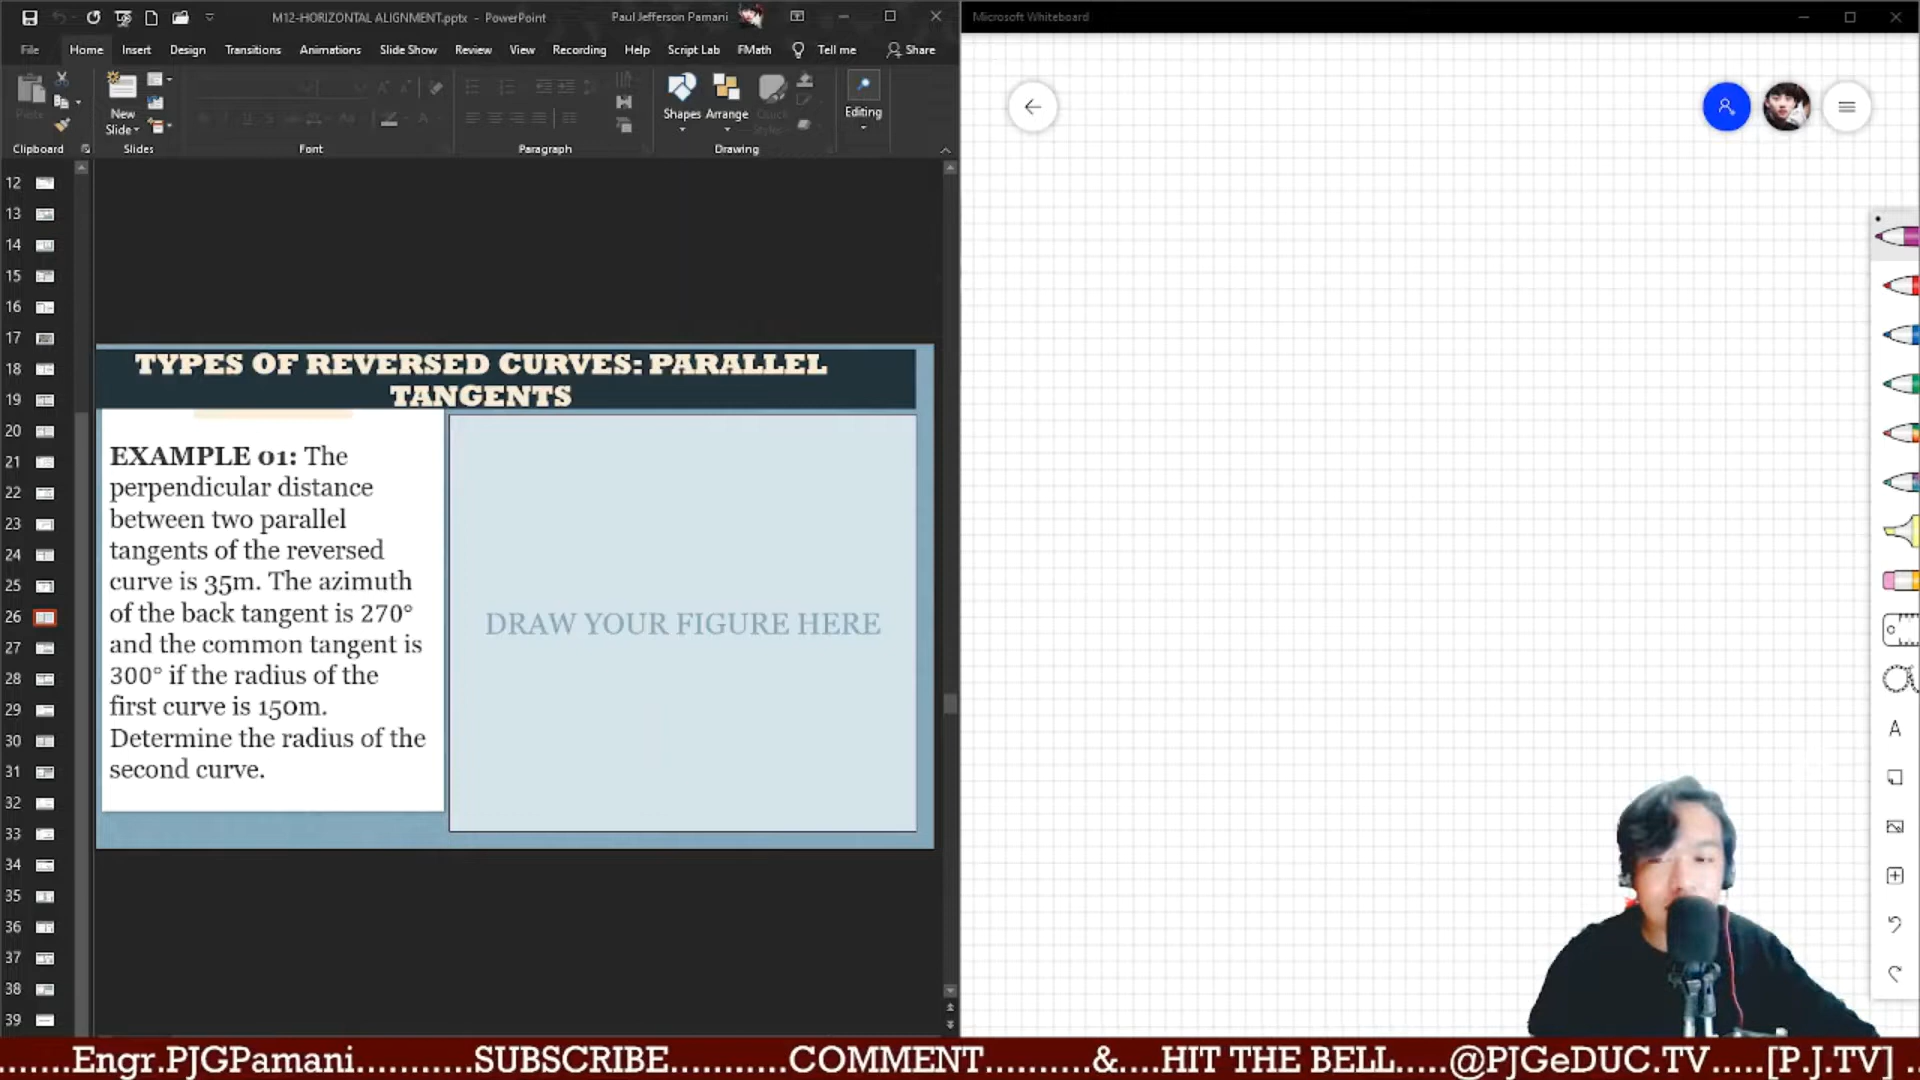 M12-HORIZONTAL ALIGNMENT.pptx - PowerPoint
Paul Jefferson Pamani
Microsoft Whiteboard
File Home Insert Design Transitions Animations Slide Show Review View Recording Help Script Lab FMath Tell me Share
Paste
New
Slide
Shapes
Arrange
Quick
Styles
Editing
Clipboard
Slides
Font
Paragraph
Drawing
12
13
14
15
16
17
18
19
20
21
22
23
24
25
26
27
28
29
30
31
32
33
34
35
36
37
38
39
TYPES OF REVERSED CURVES: PARALLEL
TANGENTS
EXAMPLE 01: The
perpendicular distance
between two parallel
tangents of the reversed
curve is 35m. The azimuth
of the back tangent is 270°
and the common tangent is
300° if the radius of the
first curve is 150m.
Determine the radius of the
second curve.
DRAW YOUR FIGURE HERE
.......Engr.PJGPamani...........SUBSCRIBE...........COMMENT..........&....HIT THE BELL.....@PJGeDUC.TV.....[P.J.TV] ..